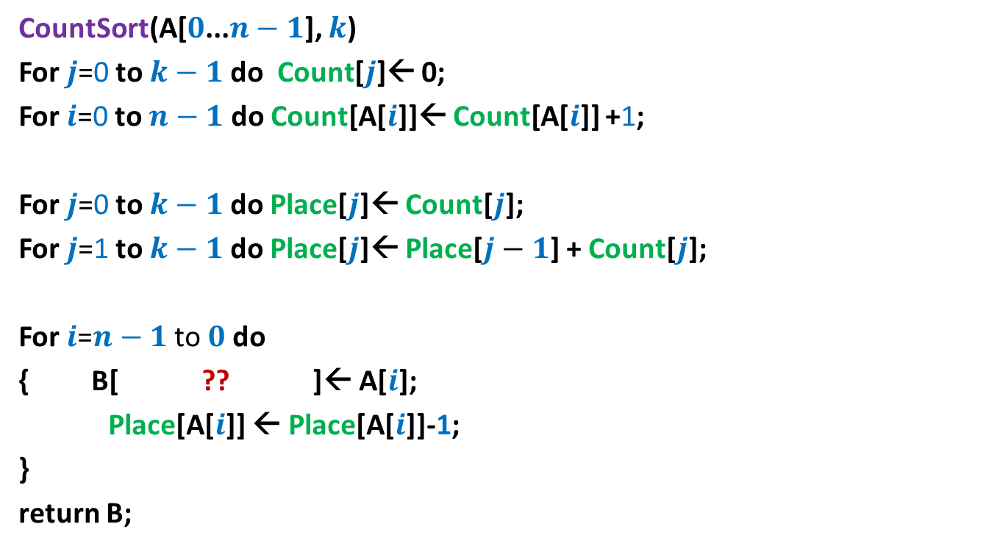 CountSort(A[0...n − 1], k)
For j=0 to k − 1 do Count[j]← 0;
For i=0 to n − 1 do Count[A[i]]← Count[A[i]] +1;
For j=0 to k − 1 do Place[j]← Count[j];
For j=1 to k − 1 do Place[j]← Place[j − 1] + Count[j];
For i=n − 1 to 0 do
{ B[ ?? ]← A[i];
Place[A[i]] ← Place[A[i]]-1;
}
return B;